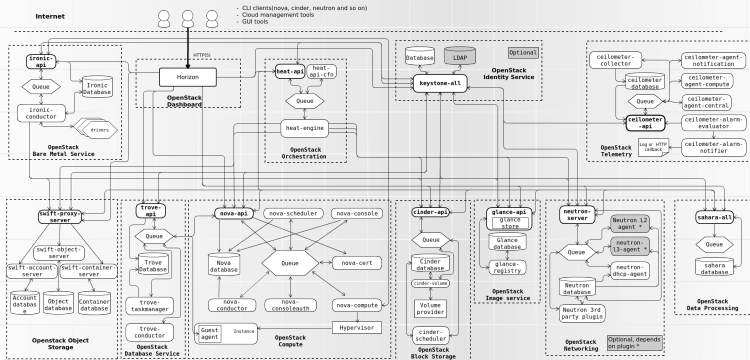 Internet
- CLI clients(nova, cinder, neutron and so on)
- Cloud management tools
- GUI tools
HTTP(S)
ironic-
api
Queue
Ironic
Database
ironic-
conductor
drivers
OpenStack
Bare Metal Service
Horizon
OpenStack
Dashboard
heat-api
heat-
api-cfn
Queue
heat-engine
OpenStack
Orchestration
Database
LDAP
Optional
keystone-all
OpenStack
Identity Service
ceilometer-
collector
ceilometer-agent-
notification
ceilometer
database
ceilometer-
agent-compute
Queue
ceilometer-
agent-central
ceilometer
-api
ceilometer-alarm-
evaluator
Log or HTTP
callback
ceilometer-alarm-
notifier
OpenStack
Telemetry
swift-proxy-
server
swift-object-
server
swift-account-
server
swift-container-
server
Account
databas
e
Object
database
Container
database
Openstack Object
Storage
trove-
api
Queue
Trove
Database
trove-
taskmanager
trove-
conductor
OpenStack
Database Service
nova-api
nova-scheduler
nova-console
Nova
database
Queue
nova-cert
nova-
conductor
nova-
consoleauth
nova-compute
Guest
agent
Instance
Hypervisor
OpenStack
Compute
cinder-api
Queue
Cinder
database
cinder-volume
Volume
provider
cinder-
scheduler
OpenStack
Block Storage
glance-api
glance
store
Glance
database
glance-
registry
OpenStack
Image service
neutron-
server
Neutron L2
agent *
Queue
neutron-
l3-agent *
neutron-
dhcp-agent
Neutron
database
Neutron 3rd
party plugin
OpenStack
Networking
Optional, depends
on plugin *
sahara-all
Queue
sahara
database
OpenStack
Data Processing